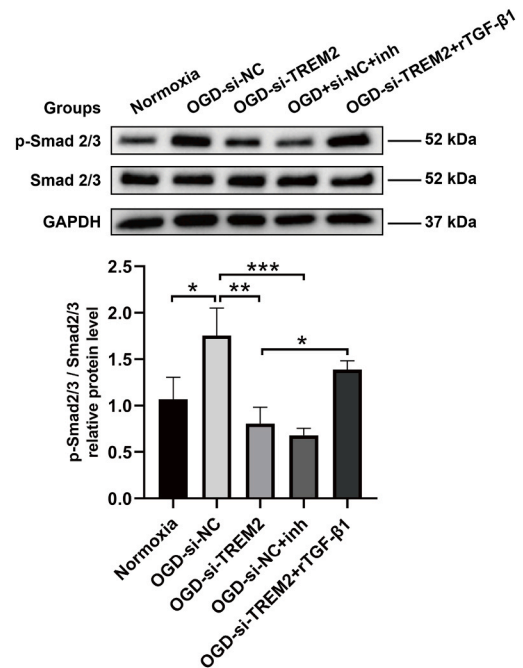 Groups
Normoxia
OGD-si-NC
OGD-si-TREM2
OGD+si-NC+inh
OGD-si-TREM2+rTGF-β1
p-Smad 2/3
52 kDa
Smad 2/3
52 kDa
GAPDH
37 kDa
p-Smad2/3 / Smad2/3
relative protein level
2.5
2.0
1.5
1.0
0.5
0.0
*
**
***
*
Normoxia
OGD-si-NC
OGD-si-TREM2
OGD-si-NC+inh
OGD-si-TREM2+rTGF-β1